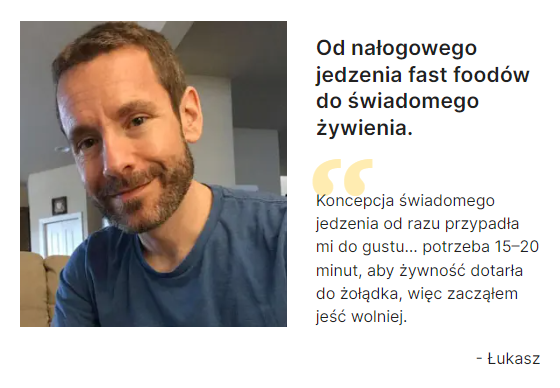 Od nałogowego
jedzenia fast foodów
do świadomego
żywienia.
“
Koncepcja świadomego
jedzenia od razu przypadła
mi do gustu... potrzeba 15–20
minut, aby żywność dotarła
do żołądka, więc zacząłem
jeść wolniej.
- Łukasz